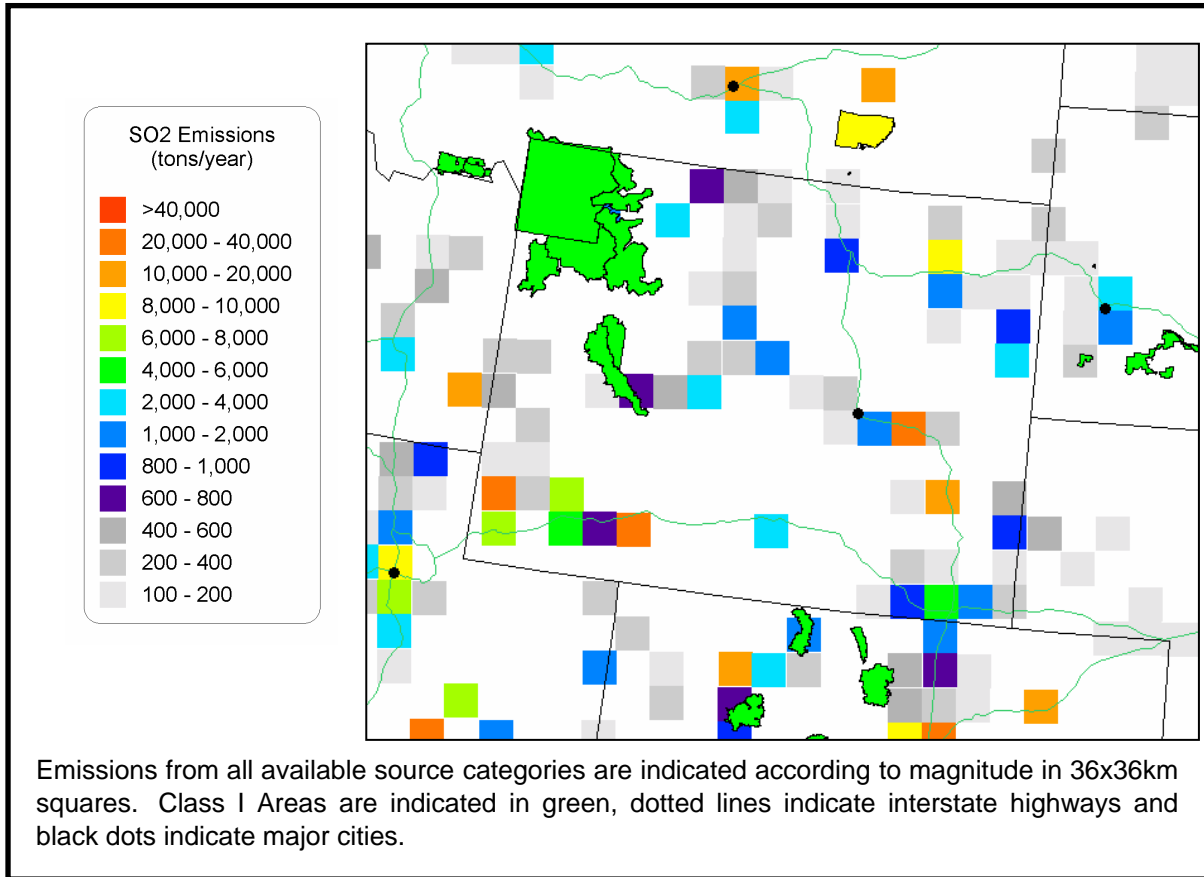 SO2 Emissions
(tons/year)
>40,000
20,000 - 40,000
10,000 - 20,000
8,000 - 10,000
6,000 - 8,000
4,000 - 6,000
2,000 - 4,000
1,000 - 2,000
800 - 1,000
600 - 800
400 - 600
200 - 400
100 - 200
Emissions from all available source categories are indicated according to magnitude in 36x36km
squares. Class I Areas are indicated in green, dotted lines indicate interstate highways and
black dots indicate major cities.